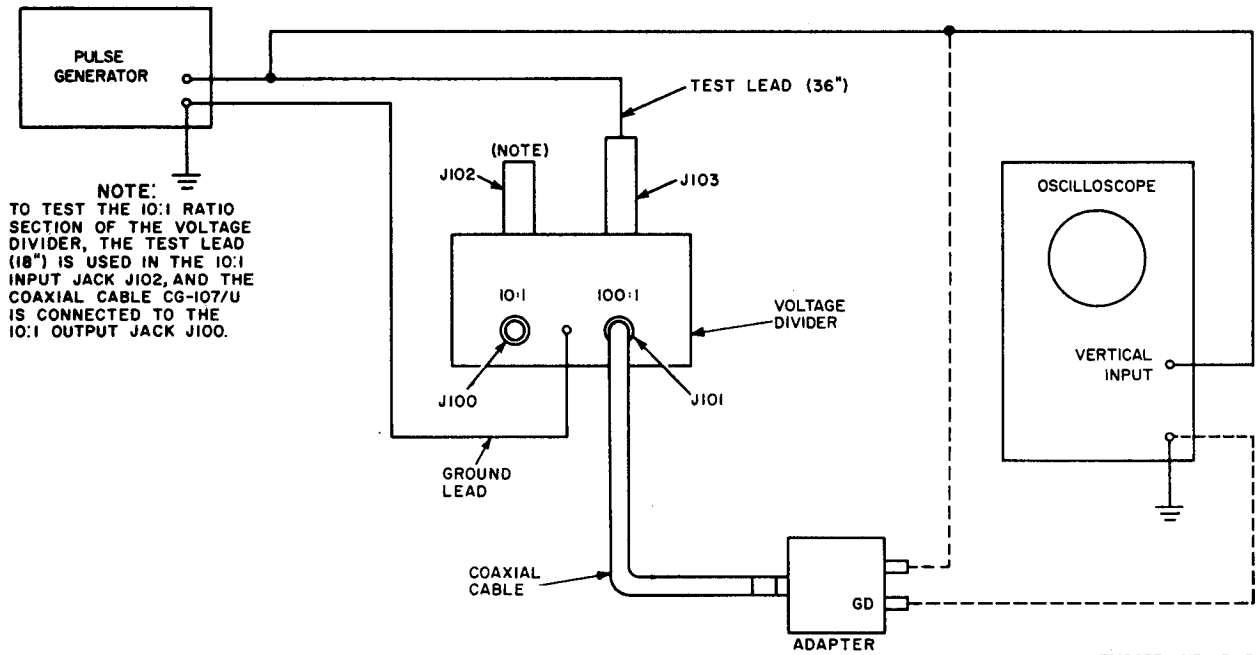 PULSE
GENERATOR
TEST LEAD (36")
(NOTE)
J102
J103
NOTE:
TO TEST THE 10:1 RATIO
SECTION OF THE VOLTAGE
DIVIDER, THE TEST LEAD
(18") IS USED IN THE 10:1
INPUT JACK J102, AND THE
COAXIAL CABLE CG-107/U
IS CONNECTED TO THE
10:1 OUTPUT JACK J100.
10:1
100:1
VOLTAGE
DIVIDER
J100
J101
GROUND
LEAD
OSCILLOSCOPE
VERTICAL
INPUT
COAXIAL
CABLE
GD
ADAPTER